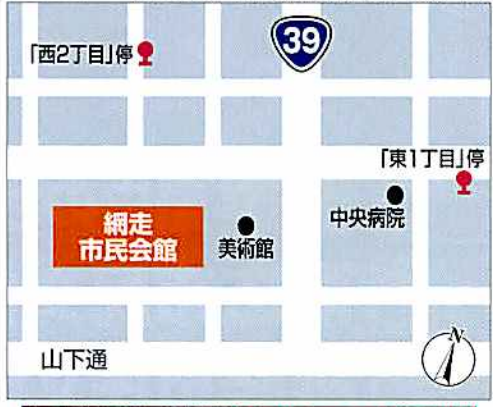 39
「西2丁目」停
「東1丁目」停
中央病院
網走
市民会館
美術館
山下通
N